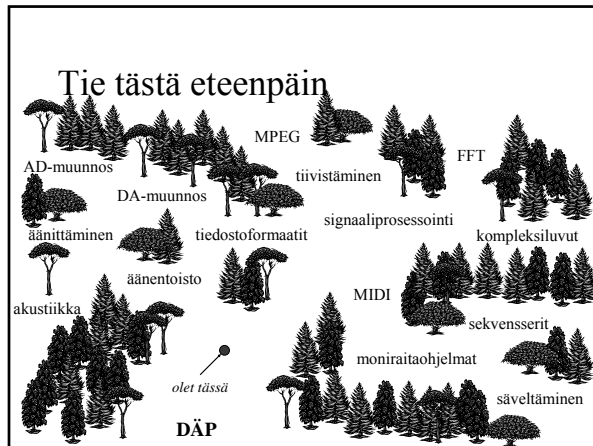 Tie tästä eteenpäin
MPEG
FFT
AD-muunnos
tiivistäminen
DA-muunnos
signaaliprosessointi
äänittäminen
tiedostoformaatit
kompleksiluvut
äänentoisto
akustiikka
MIDI
sekvensserit
moniraitaohjelmat
olet tässä
säveltäminen
DÄP